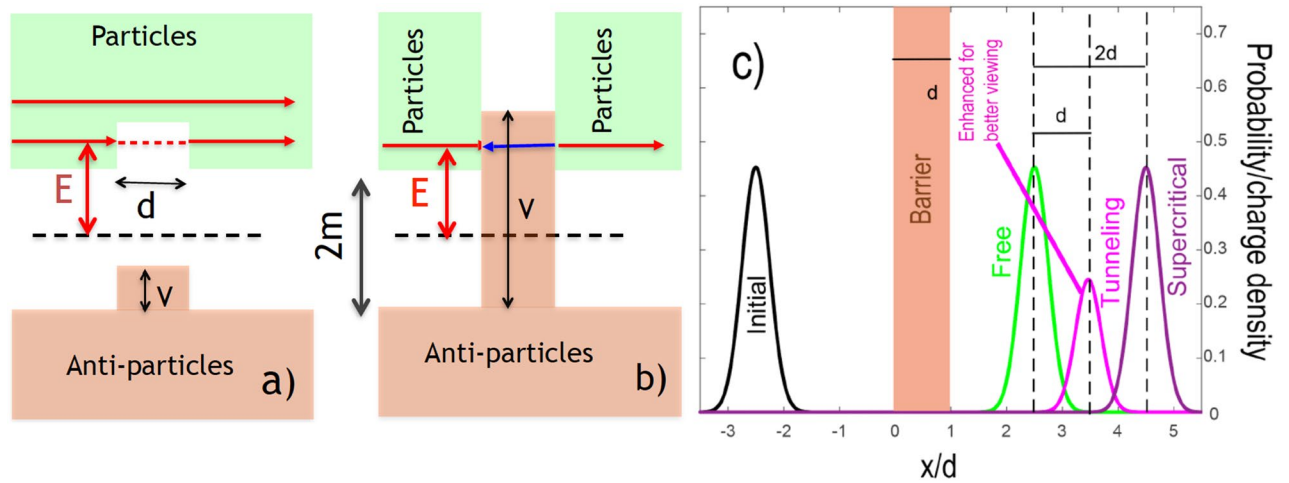 Particles
E
d
V
Anti-particles
a)
Particles
Particles
E
V
2m
Anti-particles
b)
c)
Enhanced for
better viewing
d
2d
d
Barrier
Initial
Free
Tunneling
Supercritical
0.7
0.6
0.5
0.4
0.3
0.2
0.1
0
Probability/charge density
-3 -2 -1 0 1 2 3 4 5
x/d